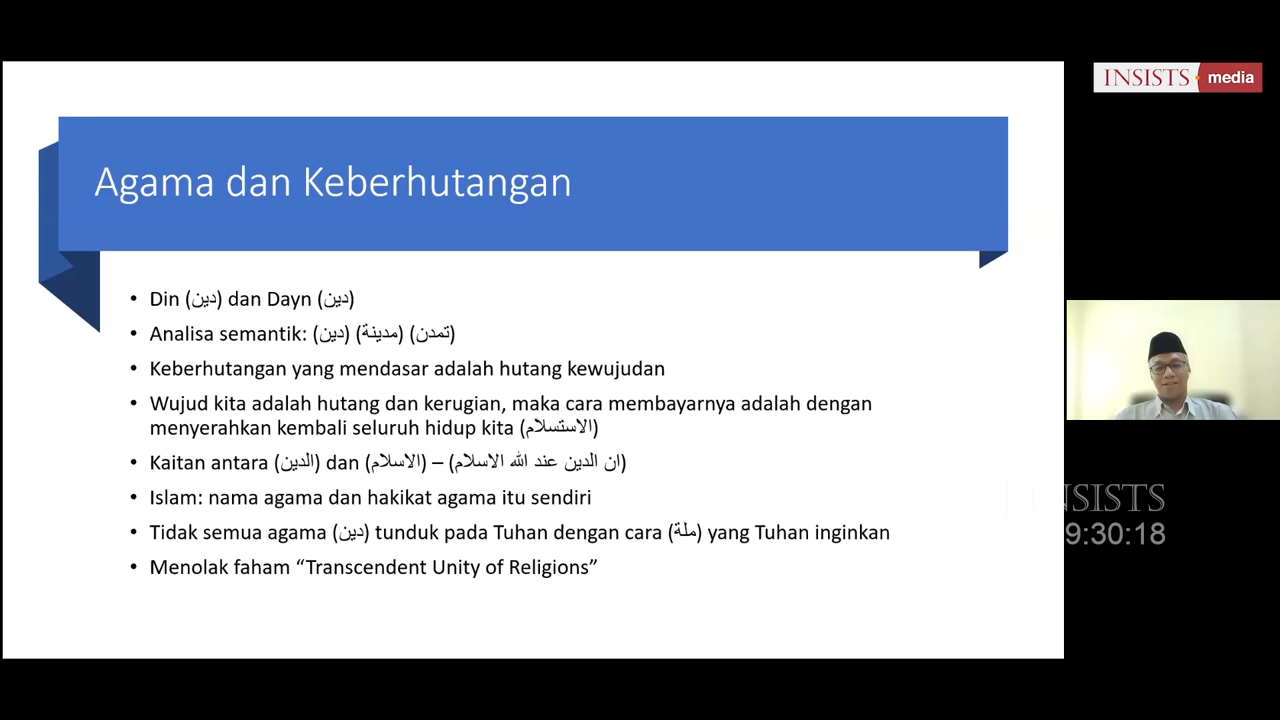 INSISTS media
Agama dan Keberhutangan
• Din (دين) dan Dayn (دين)
• Analisa semantik: (دين) (مدينة) (تمدن)
• Keberhutangan yang mendasar adalah hutang kewujudan
• Wujud kita adalah hutang dan kerugian, maka cara membayarnya adalah dengan
menyerahkan kembali seluruh hidup kita (الاستسلام)
• Kaitan antara (الدين) dan (الاسلام) – (ان الدين عند الله الاسلام)
• Islam: nama agama dan hakikat agama itu sendiri
• Tidak semua agama (دين) tunduk pada Tuhan dengan cara (ملة) yang Tuhan inginkan
• Menolak faham “Transcendent Unity of Religions”
INSISTS
9:30:18